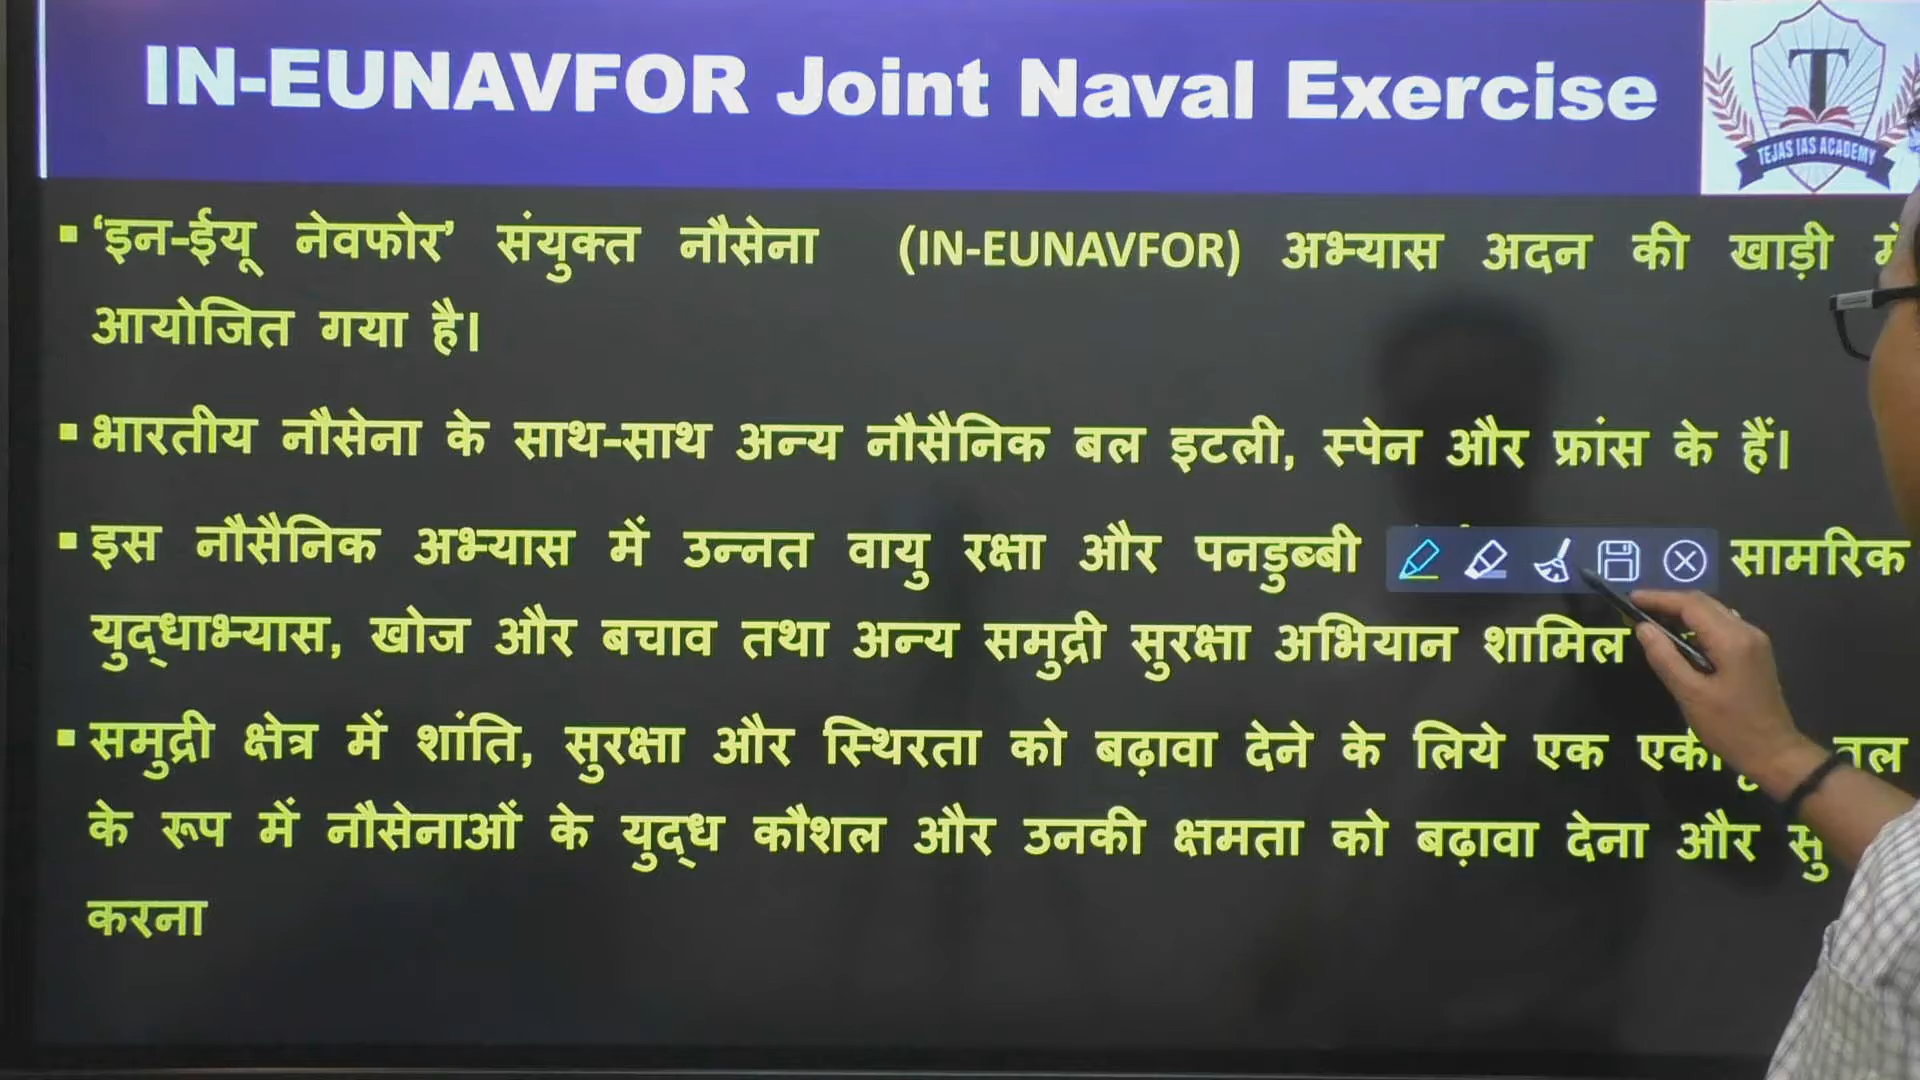 IN-EUNAVFOR Joint Naval Exercise
T
TEJAS IAS ACADEMY
▪ ‘इन-ईयू नेवफोर’ संयुक्त नौसेना (IN-EUNAVFOR) अभ्यास अदन की खाड़ी
आयोजित गया है।
▪ भारतीय नौसेना के साथ-साथ अन्य नौसैनिक बल इटली, स्पेन और फ्रांस के हैं।
▪ इस नौसैनिक अभ्यास में उन्नत वायु रक्षा और पनडुब्बी सामरिक
युद्धाभ्यास, खोज और बचाव तथा अन्य समुद्री सुरक्षा अभियान शामिल
▪ समुद्री क्षेत्र में शांति, सुरक्षा और स्थिरता को बढ़ावा देने के लिये एक
के रूप में नौसेनाओं के युद्ध कौशल और उनकी क्षमता को बढ़ावा देना और
करना